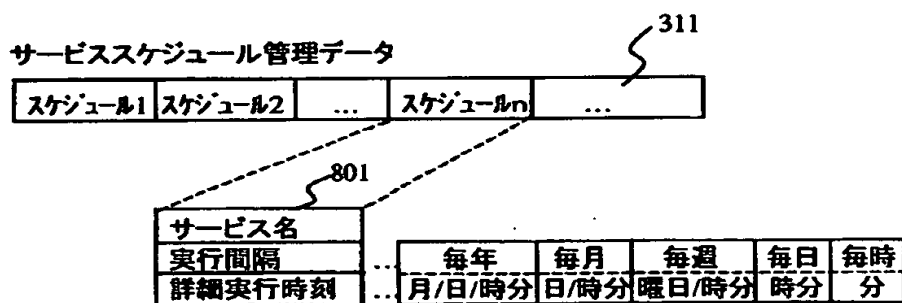 311
サービススケジュール管理データ
スケジュール1 スケジュール2 ... スケジュールn ...
801
サービス名
実行間隔 ... 毎年 毎月 毎週 毎日 毎時
詳細実行時刻 ... 月/日/時分 日/時分 曜日/時分 時分 分